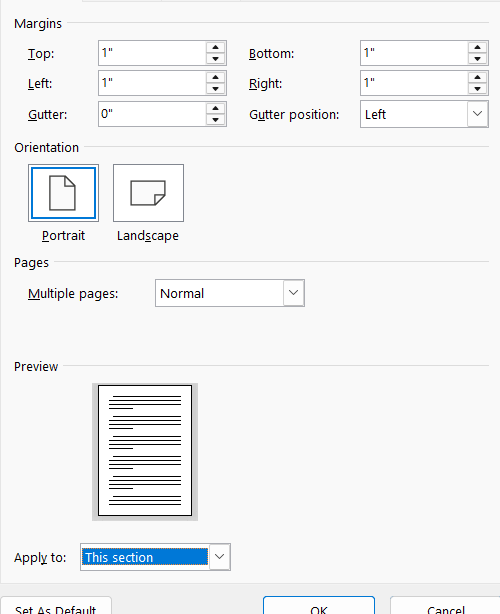 Margins
Top: 1" Bottom: 1"
Left: 1" Right: 1"
Gutter: 0" Gutter position: Left
Orientation
Portrait Landscape
Pages
Multiple pages: Normal
Preview
Apply to: This section
Set As Default OK Cancel